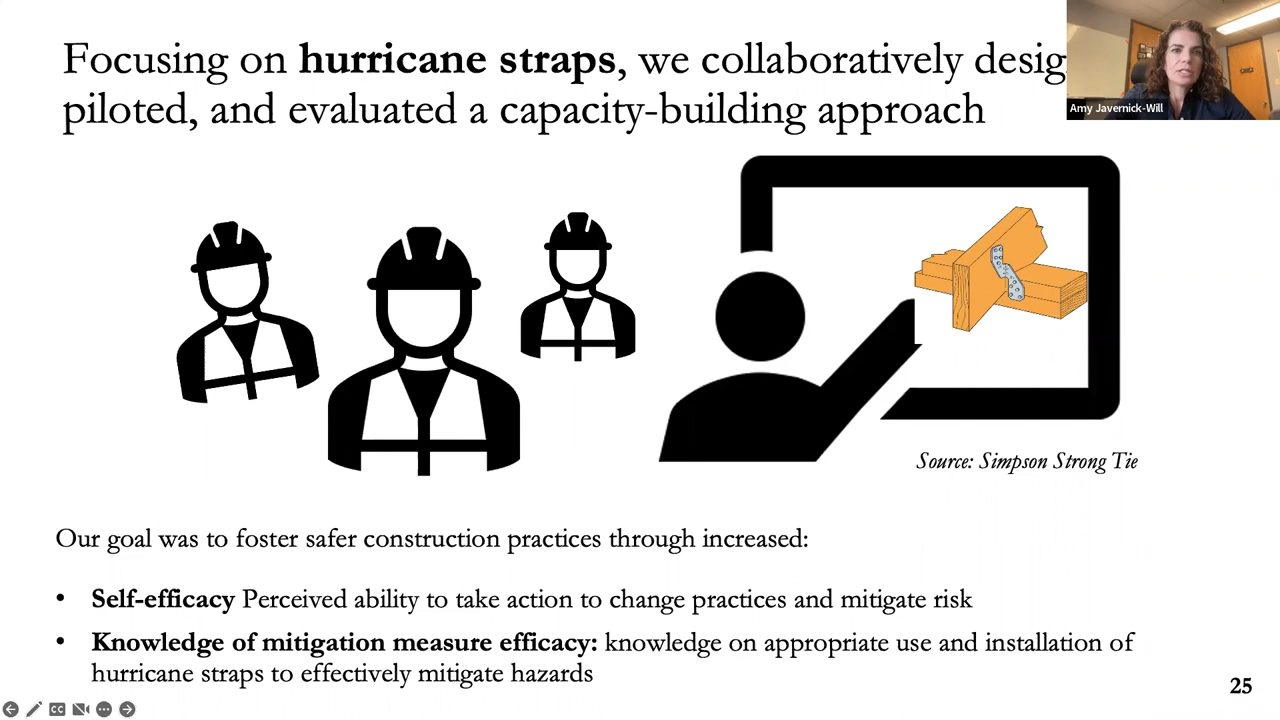 Focusing on hurricane straps, we collaboratively desig
piloted, and evaluated a capacity-building approach
Amy Javernick-Will
Source: Simpson Strong Tie
Our goal was to foster safer construction practices through increased:
• Self-efficacy Perceived ability to take action to change practices and mitigate risk
• Knowledge of mitigation measure efficacy: knowledge on appropriate use and installation of
hurricane straps to effectively mitigate hazards
25
CC